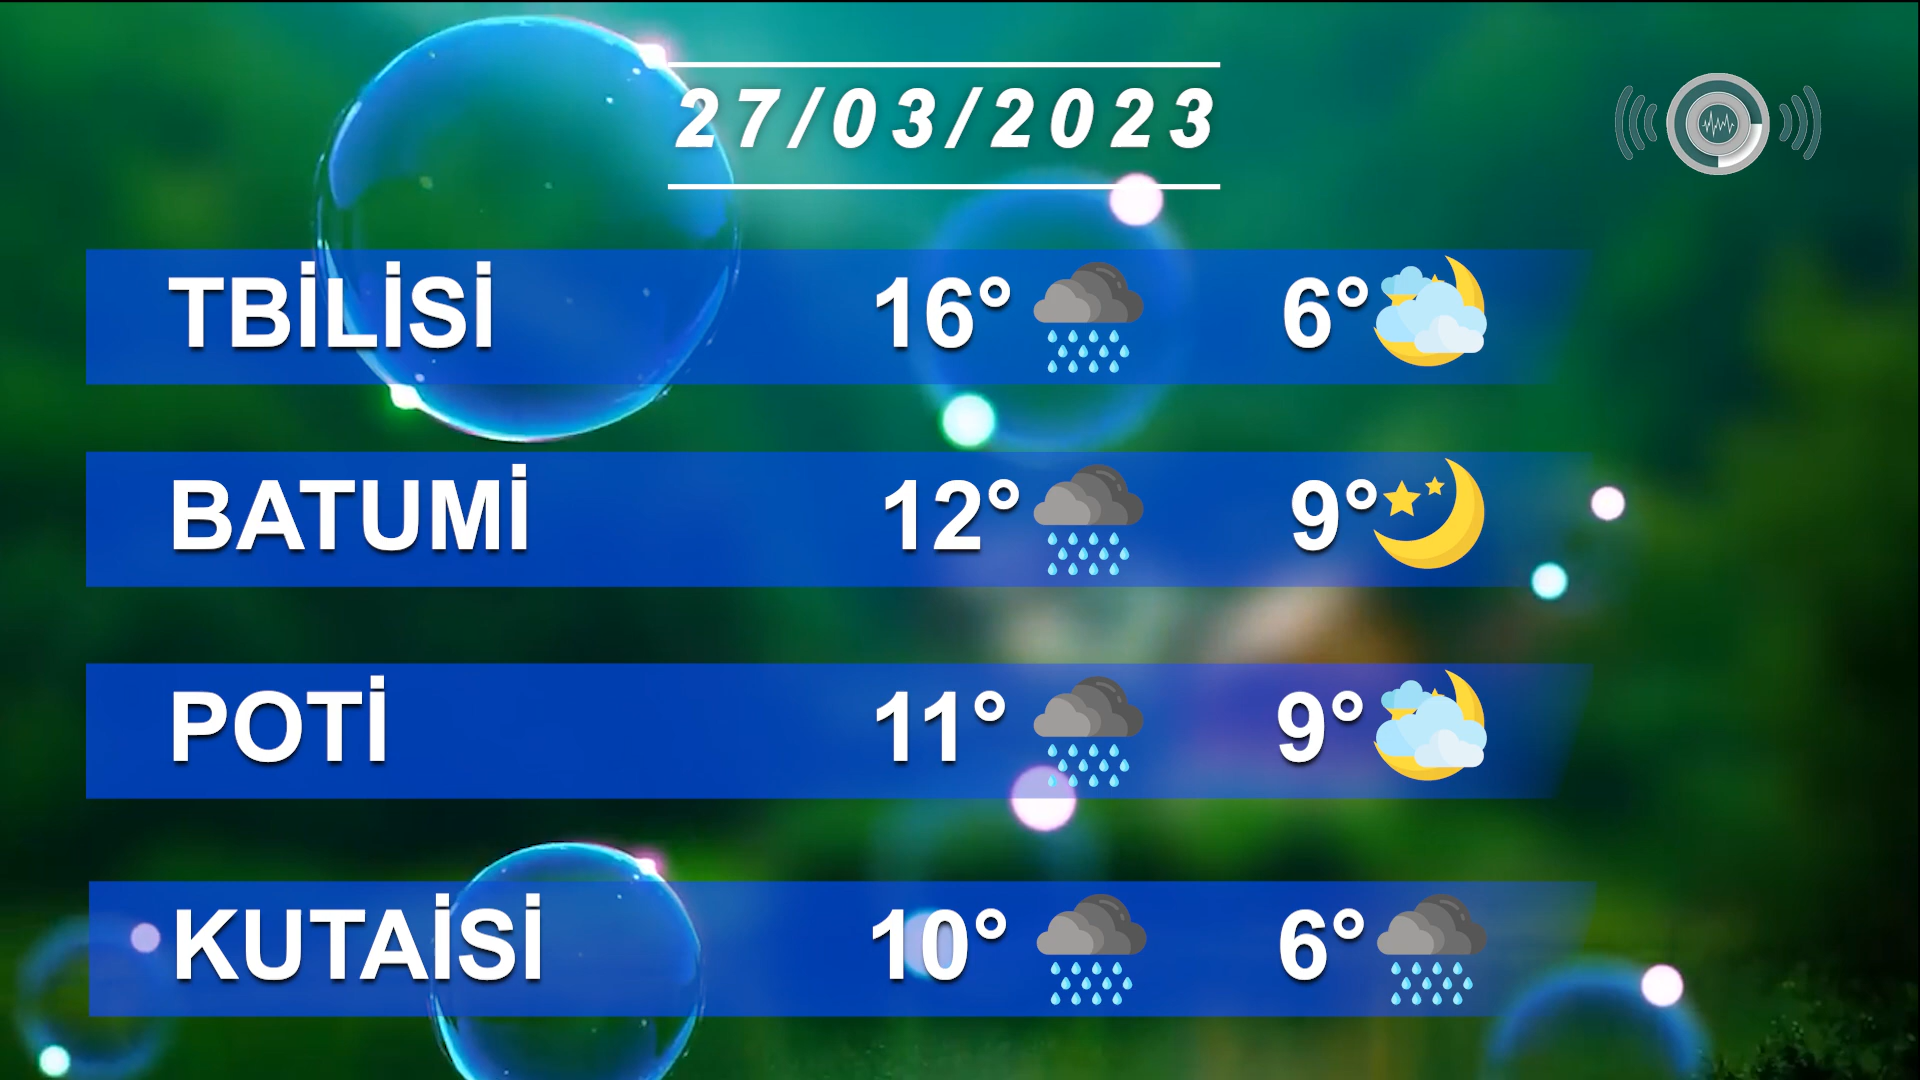 27/03/2023
TBİLİSİ 16° 6°
BATUMİ 12° 9°
POTİ 11° 9°
KUTAİSİ 10° 6°